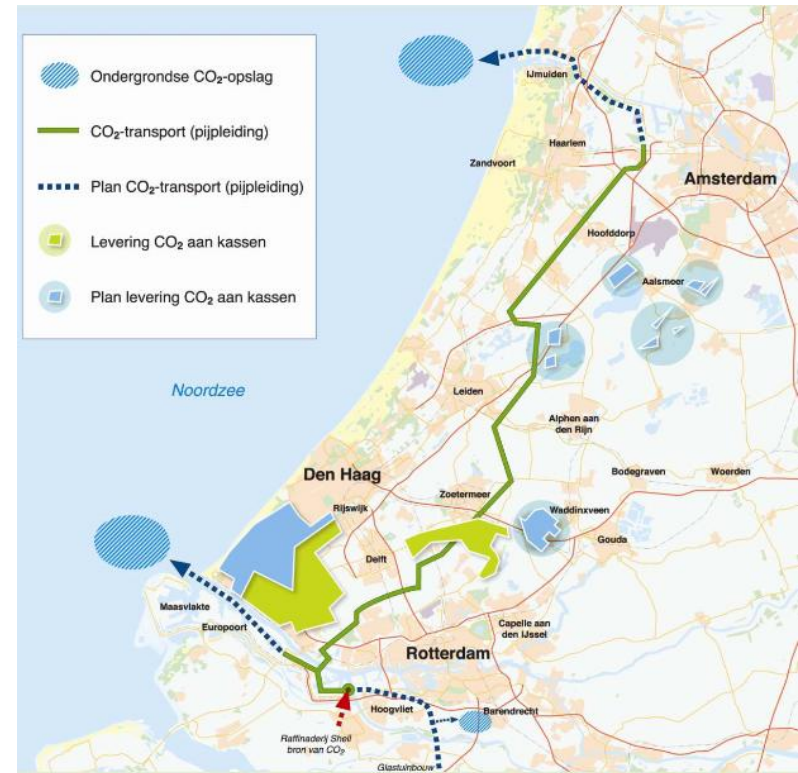 Ondergrondse CO₂-opslag
CO₂-transport (pijpleiding)
Plan CO₂-transport (pijpleiding)
Levering CO₂ aan kassen
Plan levering CO₂ aan kassen
IJmuiden
Haarlem
Zandvoort
Amsterdam
Hoofddorp
Aalsmeer
Noordzee
Leiden
Alphen aan
den Rijn
Bodegraven
Woerden
Den Haag
Zoetermeer
Rijswijk
Waddinxveen
Gouda
Delft
Maasvlakte
Europoort
Capelle aan
den IJssel
Rotterdam
Hoogvliet
Barendrecht
Raffinaderij Shell
bron van CO₂
Glastuinbouw